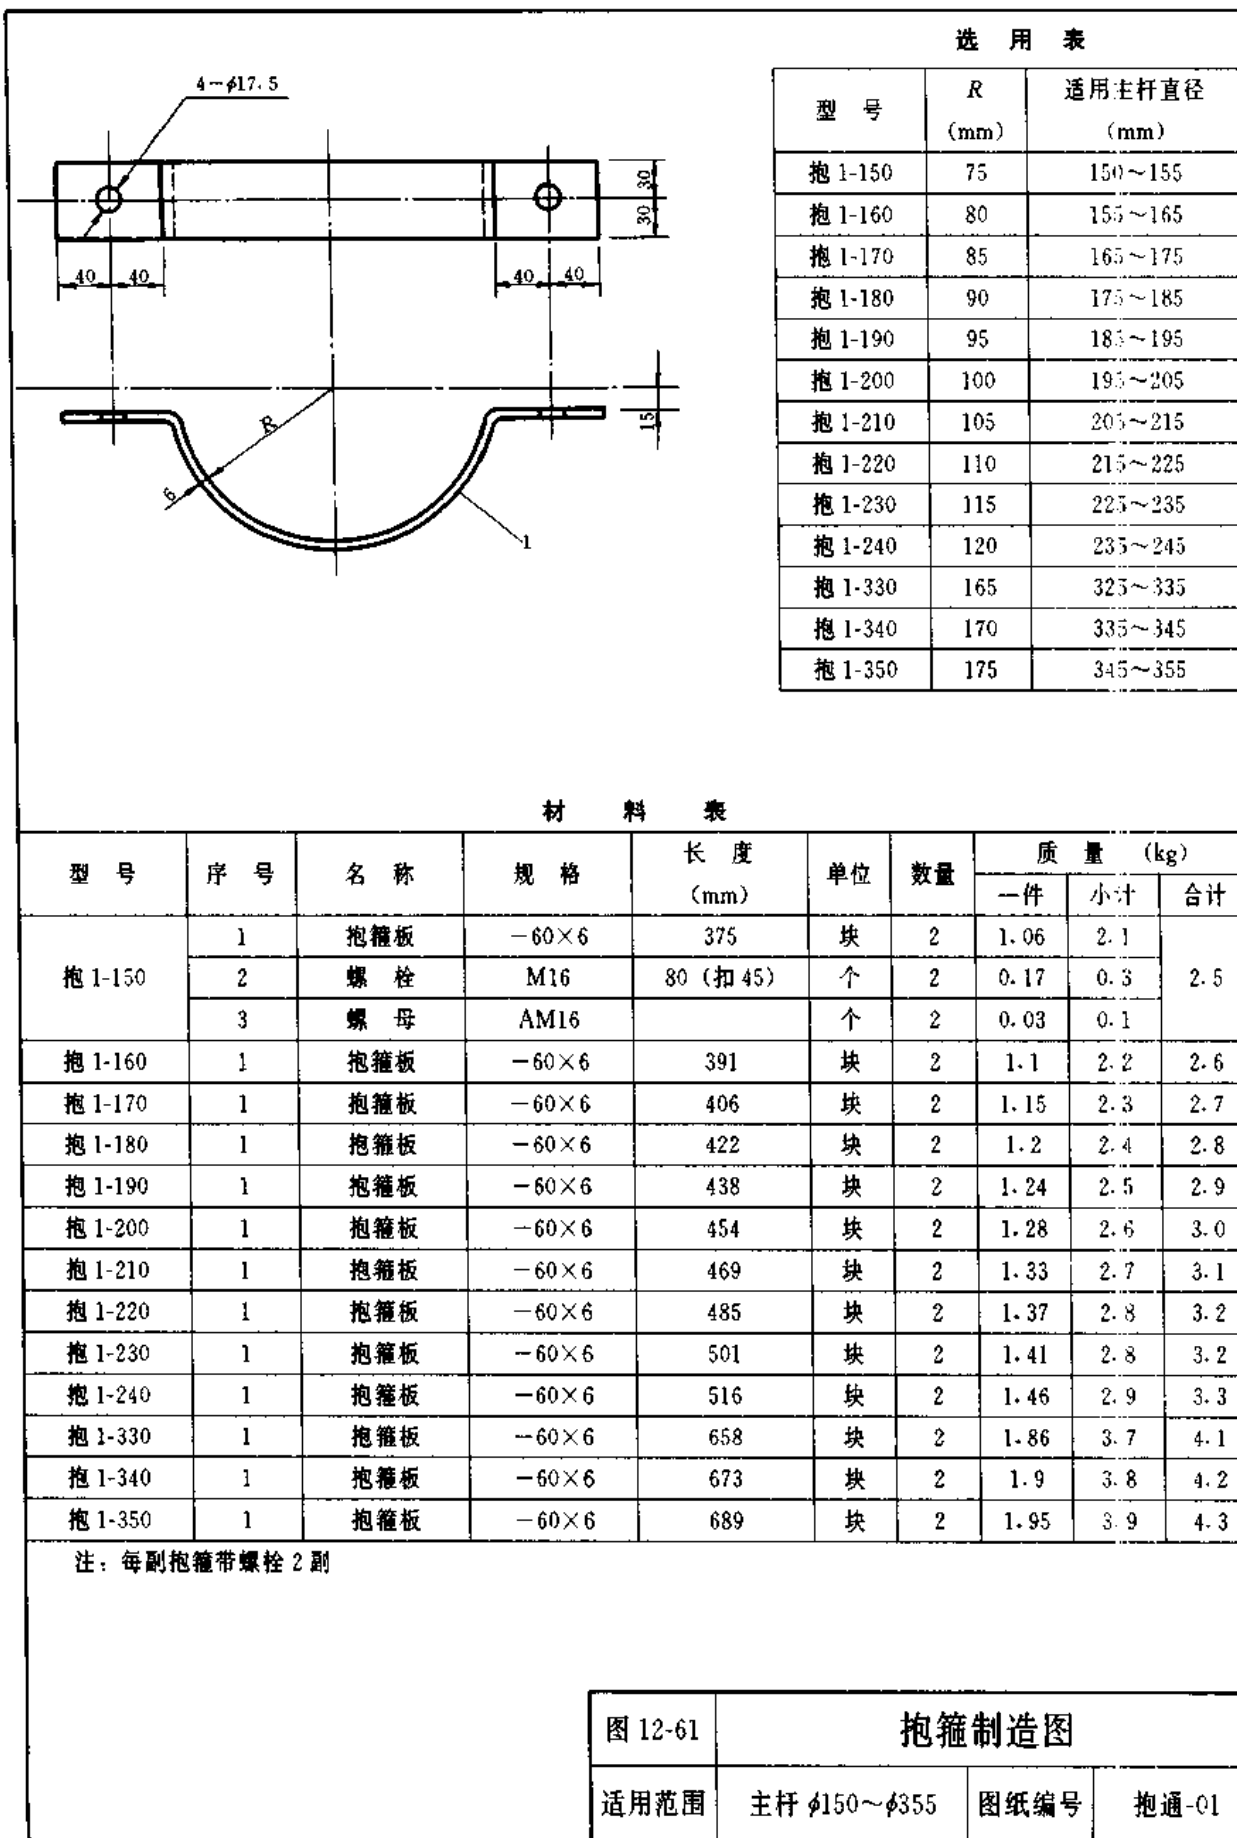 4-φ17.5
30
30
40 40 40 40
R
6
15
1
选 用 表
型 号 R (mm) 适用主杆直径 (mm)
抱 1-150 75 150～155
抱 1-160 80 155～165
抱 1-170 85 165～175
抱 1-180 90 175～185
抱 1-190 95 185～195
抱 1-200 100 195～205
抱 1-210 105 205～215
抱 1-220 110 215～225
抱 1-230 115 225～235
抱 1-240 120 235～245
抱 1-330 165 325～335
抱 1-340 170 335～345
抱 1-350 175 345～355
材 料 表
型 号 序 号 名 称 规 格 长 度 (mm) 单位 数量 质 量 (kg)
一件 小计 合计
抱 1-150 1 抱箍板 －60×6 375 块 2 1.06 2.1 2.5
2 螺 栓 M16 80（扣 45） 个 2 0.17 0.3
3 螺 母 AM16 个 2 0.03 0.1
抱 1-160 1 抱箍板 －60×6 391 块 2 1.1 2.2 2.6
抱 1-170 1 抱箍板 －60×6 406 块 2 1.15 2.3 2.7
抱 1-180 1 抱箍板 －60×6 422 块 2 1.2 2.4 2.8
抱 1-190 1 抱箍板 －60×6 438 块 2 1.24 2.5 2.9
抱 1-200 1 抱箍板 －60×6 454 块 2 1.28 2.6 3.0
抱 1-210 1 抱箍板 －60×6 469 块 2 1.33 2.7 3.1
抱 1-220 1 抱箍板 －60×6 485 块 2 1.37 2.8 3.2
抱 1-230 1 抱箍板 －60×6 501 块 2 1.41 2.8 3.2
抱 1-240 1 抱箍板 －60×6 516 块 2 1.46 2.9 3.3
抱 1-330 1 抱箍板 －60×6 658 块 2 1.86 3.7 4.1
抱 1-340 1 抱箍板 －60×6 673 块 2 1.9 3.8 4.2
抱 1-350 1 抱箍板 －60×6 689 块 2 1.95 3.9 4.3
注：每副抱箍带螺栓 2 副
图 12-61 抱箍制造图
适用范围 主杆 φ150～φ355 图纸编号 抱通-01